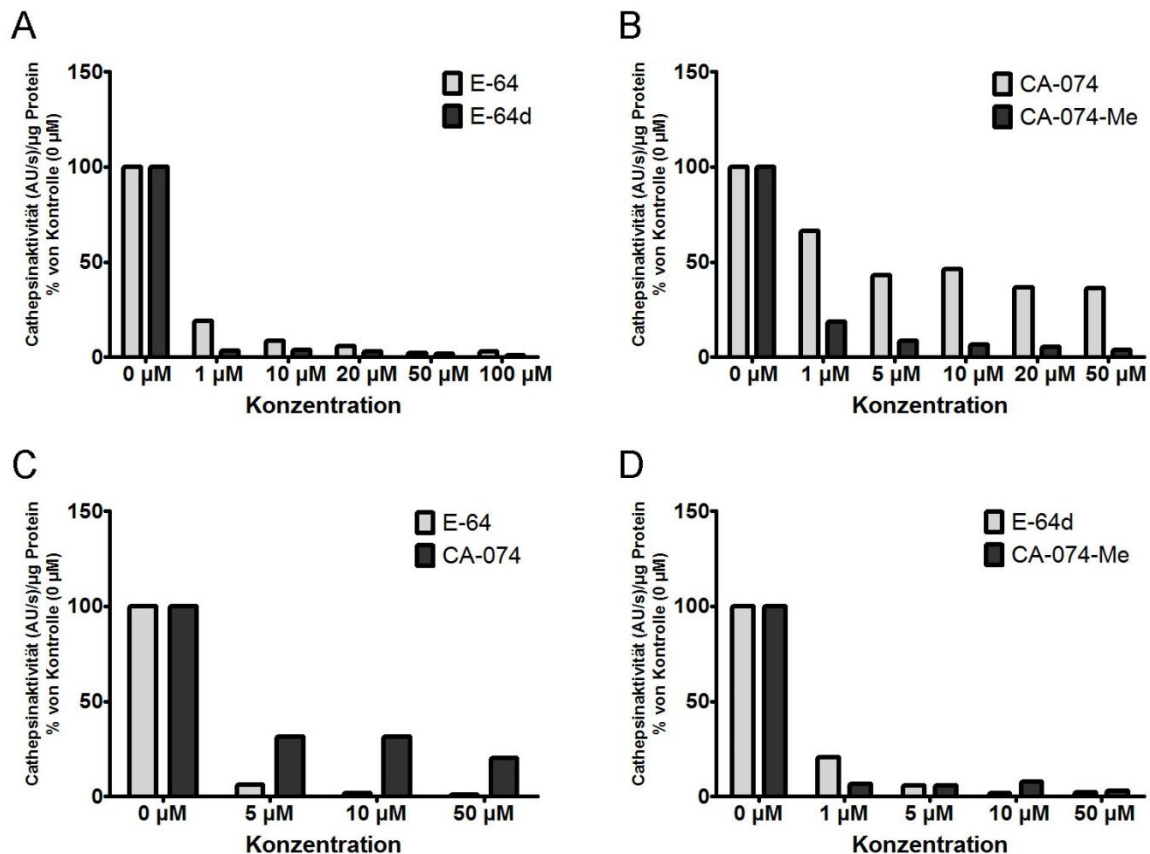 A
Cathepsinaktivität (AU/s)/µg Protein
% von Kontrolle (0 µM)
150
100
50
0
E-64
E-64d
0 µM 1 µM 10 µM 20 µM 50 µM 100 µM
Konzentration
B
Cathepsinaktivität (AU/s)/µg Protein
% von Kontrolle (0 µM)
150
100
50
0
CA-074
CA-074-Me
0 µM 1 µM 5 µM 10 µM 20 µM 50 µM
Konzentration
C
Cathepsinaktivität (AU/s)/µg Protein
% von Kontrolle (0 µM)
150
100
50
0
E-64
CA-074
0 µM 5 µM 10 µM 50 µM
Konzentration
D
Cathepsinaktivität (AU/s)/µg Protein
% von Kontrolle (0 µM)
150
100
50
0
E-64d
CA-074-Me
0 µM 1 µM 5 µM 10 µM 50 µM
Konzentration